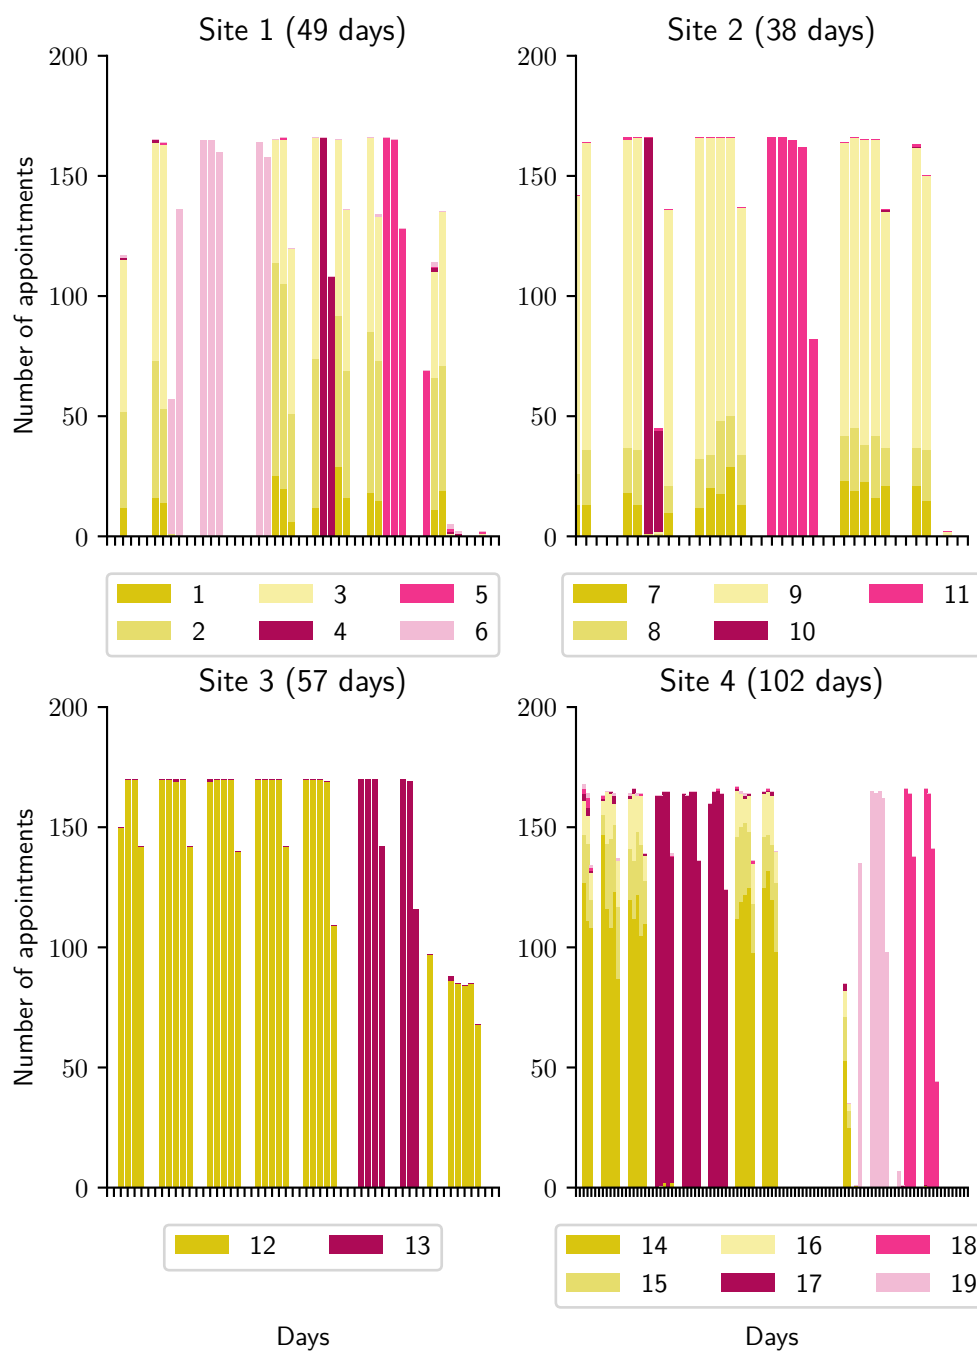 Site 1 (49 days)
Site 2 (38 days)
Number of appointments
200
150
100
50
0
200
150
100
50
0
1 3 5
2 4 6
7 9 11
8 10
Site 3 (57 days)
Site 4 (102 days)
Number of appointments
200
150
100
50
0
200
150
100
50
0
12 13
14 16 18
15 17 19
Days
Days